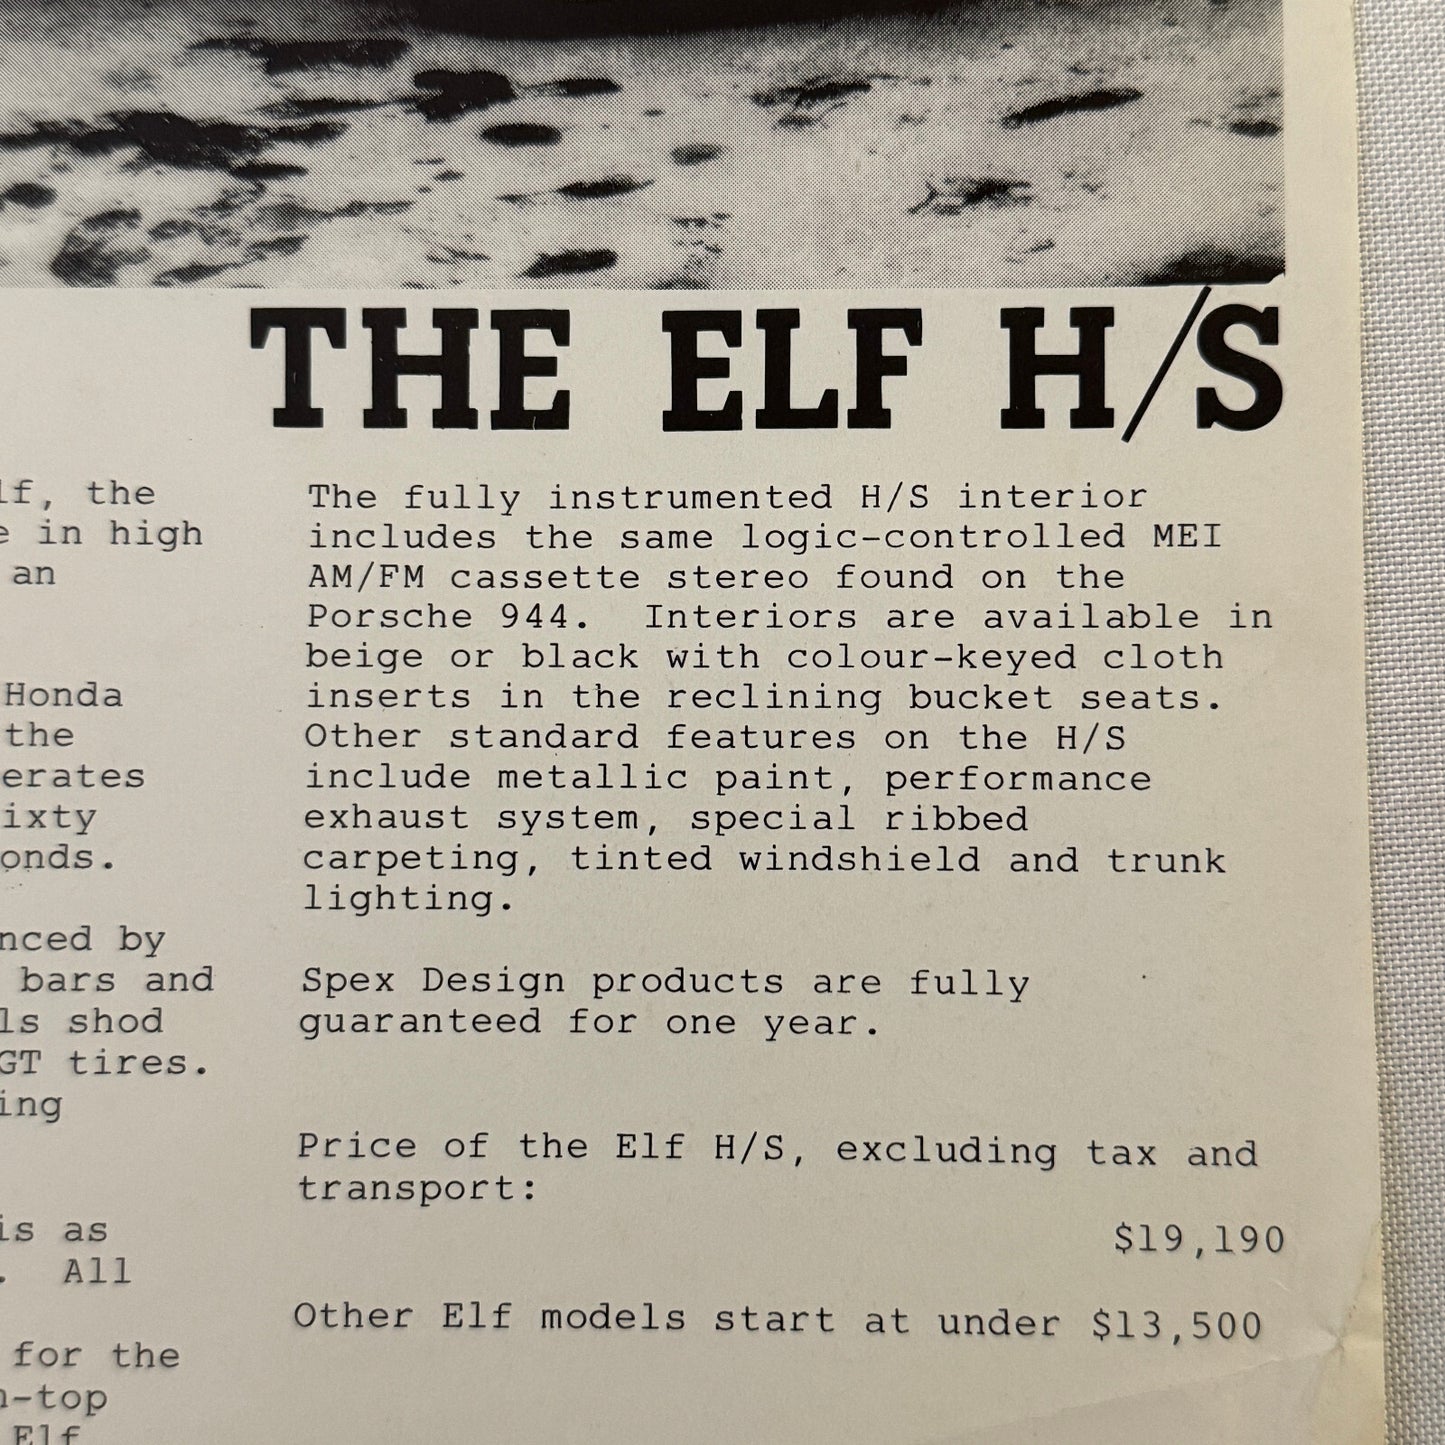 THE ELF H/S
lf, the
e in high
an
Honda
the
erates
ixty
onds.
nced by
bars and
ls shod
GT tires.
ing
is as
. All
for the
n-top
Elf
The fully instrumented H/S interior
includes the same logic-controlled MEI
AM/FM cassette stereo found on the
Porsche 944. Interiors are available in
beige or black with colour-keyed cloth
inserts in the reclining bucket seats.
Other standard features on the H/S
include metallic paint, performance
exhaust system, special ribbed
carpeting, tinted windshield and trunk
lighting.
Spex Design products are fully
guaranteed for one year.
Price of the Elf H/S, excluding tax and
transport:
$19,190
Other Elf models start at under $13,500